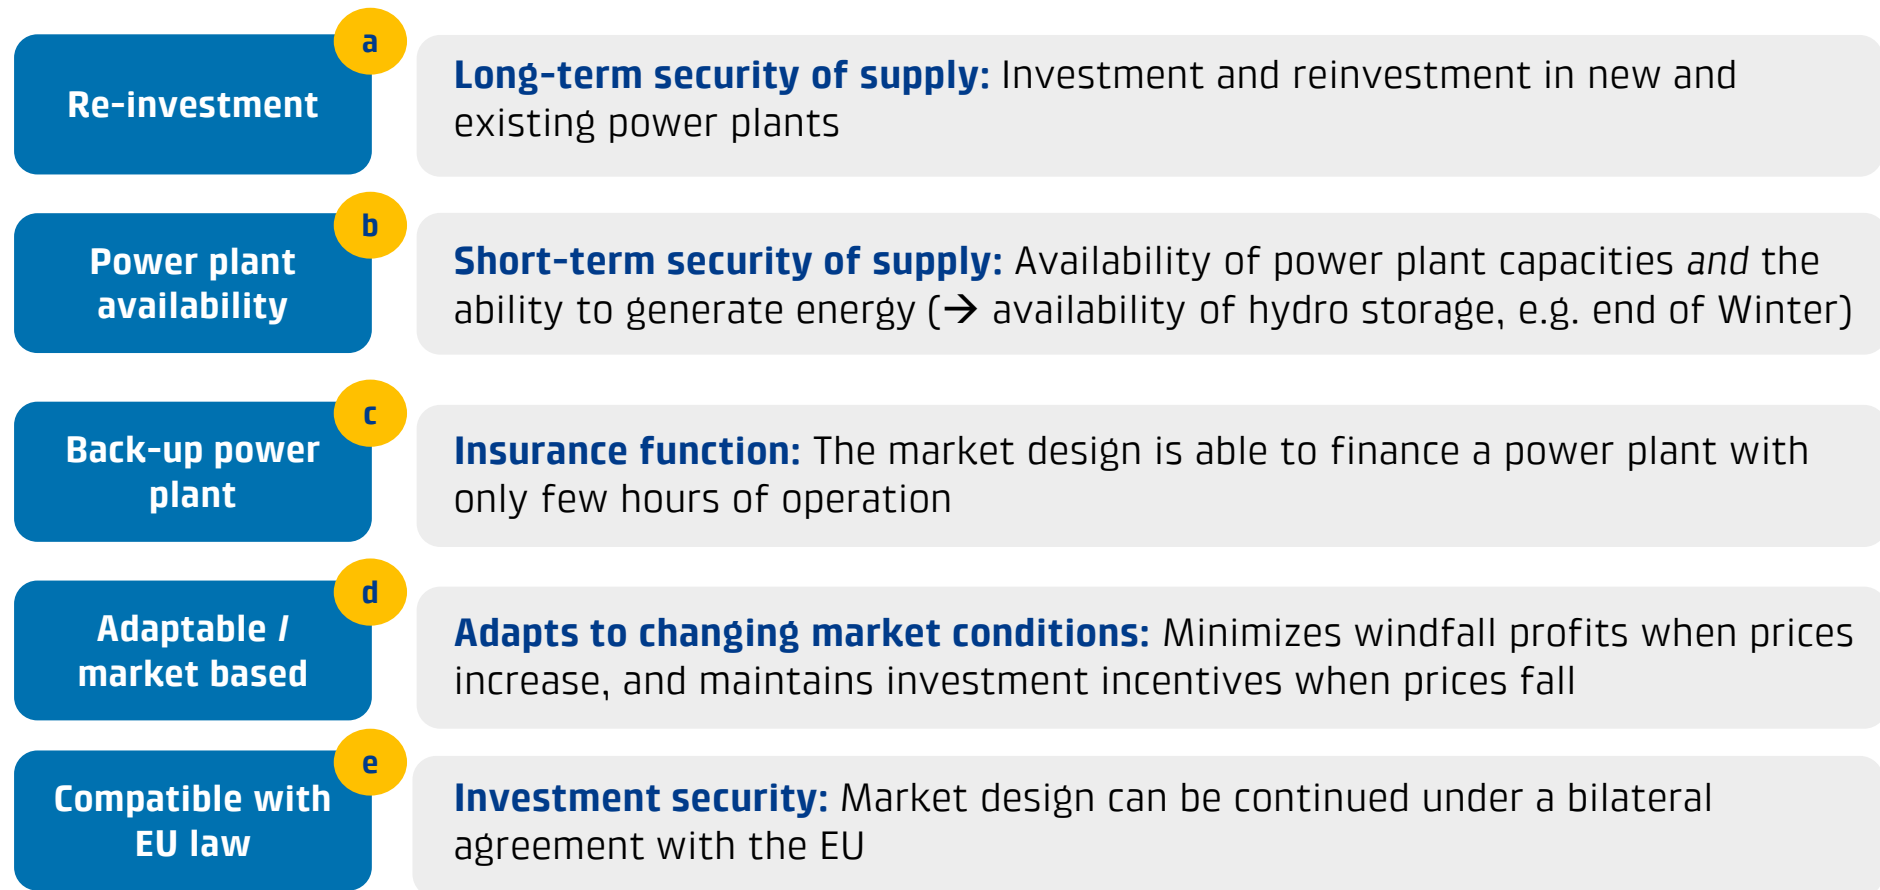 a
Re-investment
Long-term security of supply: Investment and reinvestment in new and
existing power plants
b
Power plant
availability
Short-term security of supply: Availability of power plant capacities and the
ability to generate energy (→ availability of hydro storage, e.g. end of Winter)
c
Back-up power
plant
Insurance function: The market design is able to finance a power plant with
only few hours of operation
d
Adaptable /
market based
Adapts to changing market conditions: Minimizes windfall profits when prices
increase, and maintains investment incentives when prices fall
e
Compatible with
EU law
Investment security: Market design can be continued under a bilateral
agreement with the EU